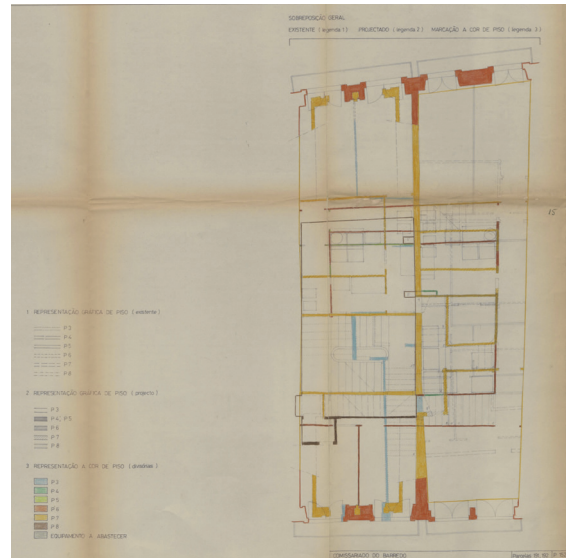 SOBREPOSIÇÃO GERAL
EXISTENTE ( legenda 1 ) PROJECTADO ( legenda 2 ) MARCAÇÃO A COR DE PISO ( legenda 3 )
15
1 REPRESENTAÇÃO GRÁFICA DE PISO ( existente )
P 3
P 4
P 5
P 6
P 7
P 8
2 REPRESENTAÇÃO GRÁFICA DE PISO ( projecto )
P 3
P 4, P 5
P 6
P 7
P 8
3 REPRESENTAÇÃO A COR DE PISO
P 3
P 4
P 5
P 6
P 7
P 8
EQUIPAMENTO A ABASTECER
COMISSARIADO DO BARREDO
Parcelas